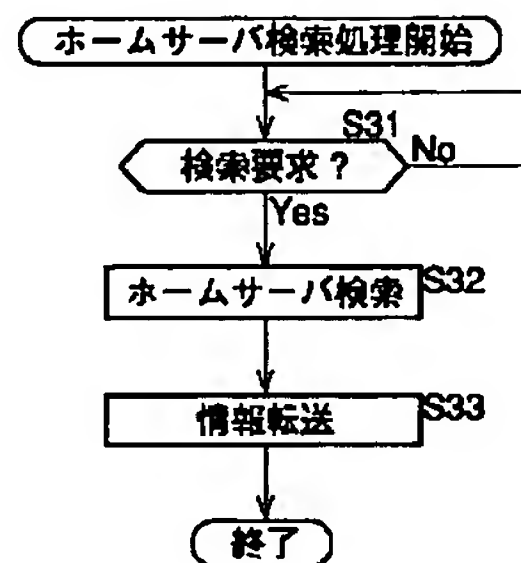 ホームサーバ検索処理開始
S31
検索要求?
No
Yes
ホームサーバ検索
S32
情報転送
S33
終了